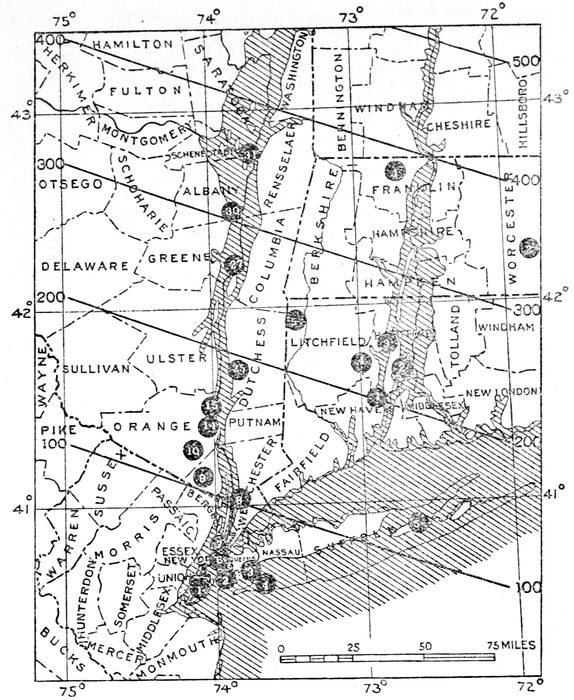 74° 73° 72°
400
HAMILTON
SARATOGA
WASHINGTON
500
HERKIMER
FULTON
BENNINGTON
WINDHAM
HILLSBORO
43°
43°
MONTGOMERY
CHESHIRE
SCHENECTADY
RENSSELAER
300
400
OTSEGO
SCHOHARIE
ALBANY
BERKSHIRE
FRANKLIN
WORCESTER
COLUMBIA
HAMPSHIRE
DELAWARE
GREENE
HAMPDEN
200
42°
42°
300
DUTCHESS
LITCHFIELD
TOLLAND
WINDHAM
WAYNE
ULSTER
SULLIVAN
NEW LONDON
NEW HAVEN
MIDDLESEX
15
14
PIKE
ORANGE
PUTNAM
100
200
10
SUSSEX
WESTCHESTER
FAIRFIELD
9
41°
41°
PASSAIC
BERGEN
WARREN
MORRIS
SUFFOLK
ESSEX
NEW YORK
NASSAU
UNION
100
HUNTERDON
SOMERSET
MIDDLESEX
MERCER
BUCKS
MONMOUTH
0 25 50 75 MILES
75° 74° 73° 72°